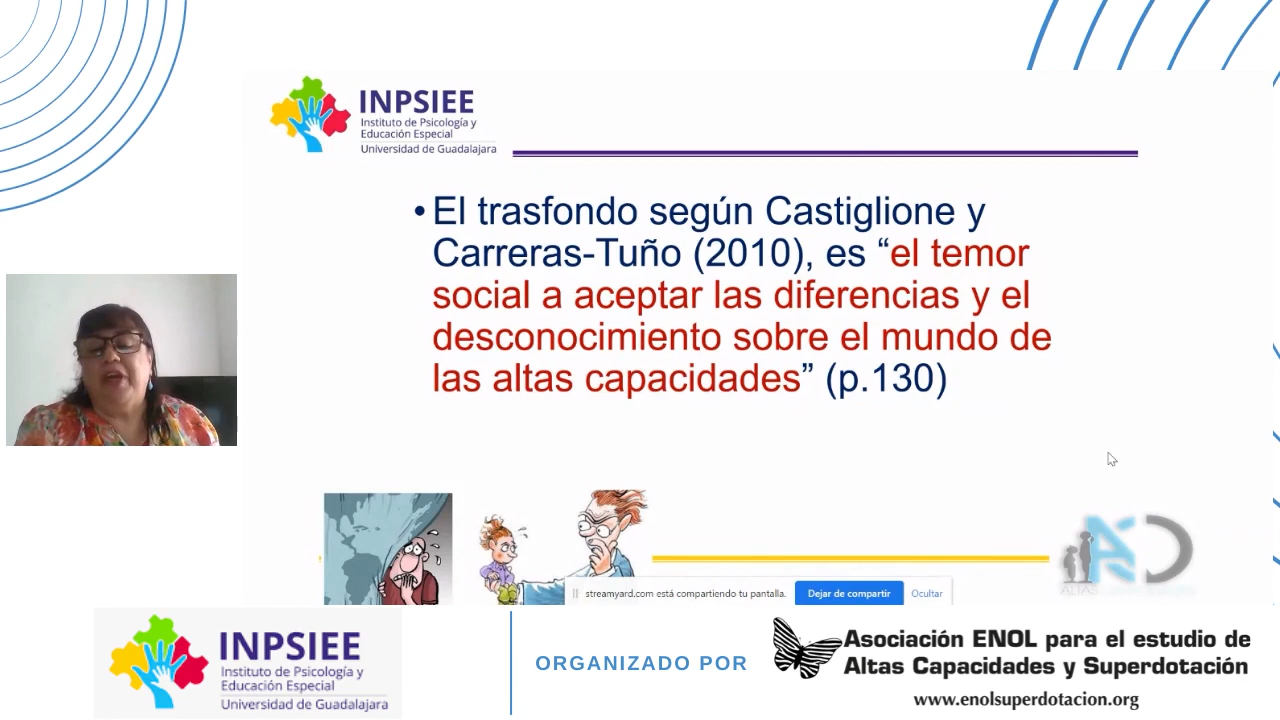 INPSIEE
Instituto de Psicología y
Educación Especial
Universidad de Guadalajara
•El trasfondo según Castiglione y
Carreras-Tuño (2010), es “el temor
social a aceptar las diferencias y el
desconocimiento sobre el mundo de
las altas capacidades” (p.130)
ALTAS
streamyard.com está compartiendo tu pantalla.
Dejar de compartir
Ocultar
INPSIEE
Instituto de Psicología y
Educación Especial
Universidad de Guadalajara
ORGANIZADO POR
Asociación ENOL para el estudio de
Altas Capacidades y Superdotación
www.enolsuperdotacion.org